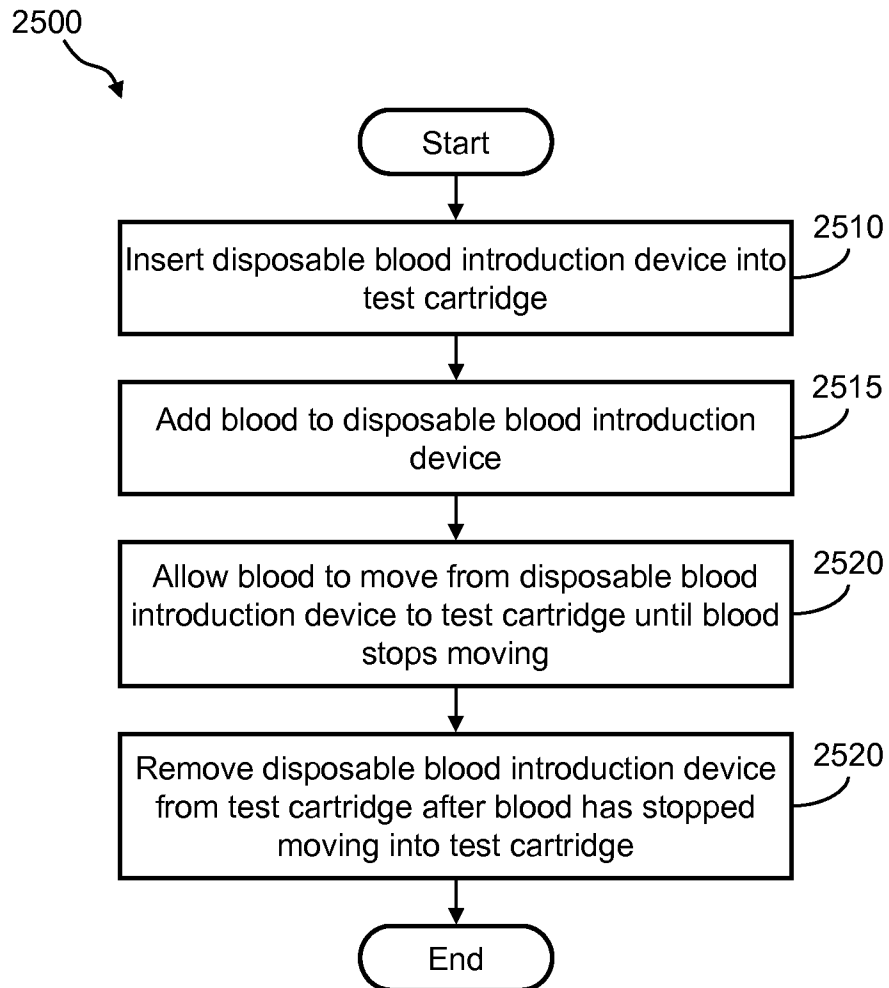 2500
Start
Insert disposable blood introduction device into
test cartridge
2510
Add blood to disposable blood introduction
device
2515
Allow blood to move from disposable blood
introduction device to test cartridge until blood
stops moving
2520
Remove disposable blood introduction device
from test cartridge after blood has stopped
moving into test cartridge
2520
End